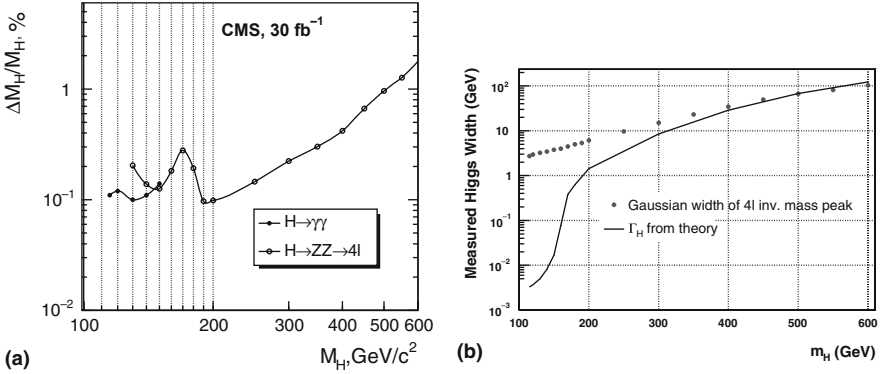 ΔM_H/M_H, %
CMS, 30 fb⁻¹
1
10⁻¹
10⁻²
H→γγ
H→ZZ→4l
100
200
300
400
500
600
M_H,GeV/c²
(a)
Measured Higgs Width (GeV)
10²
10
1
10⁻¹
10⁻²
10⁻³
Gaussian width of 4l inv. mass peak
Γ_H from theory
100
200
300
400
500
600
m_H (GeV)
(b)